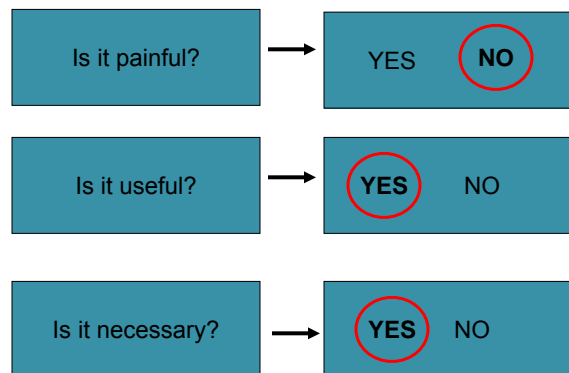 Is it painful?
YES NO
Is it useful?
YES NO
Is it necessary?
YES NO